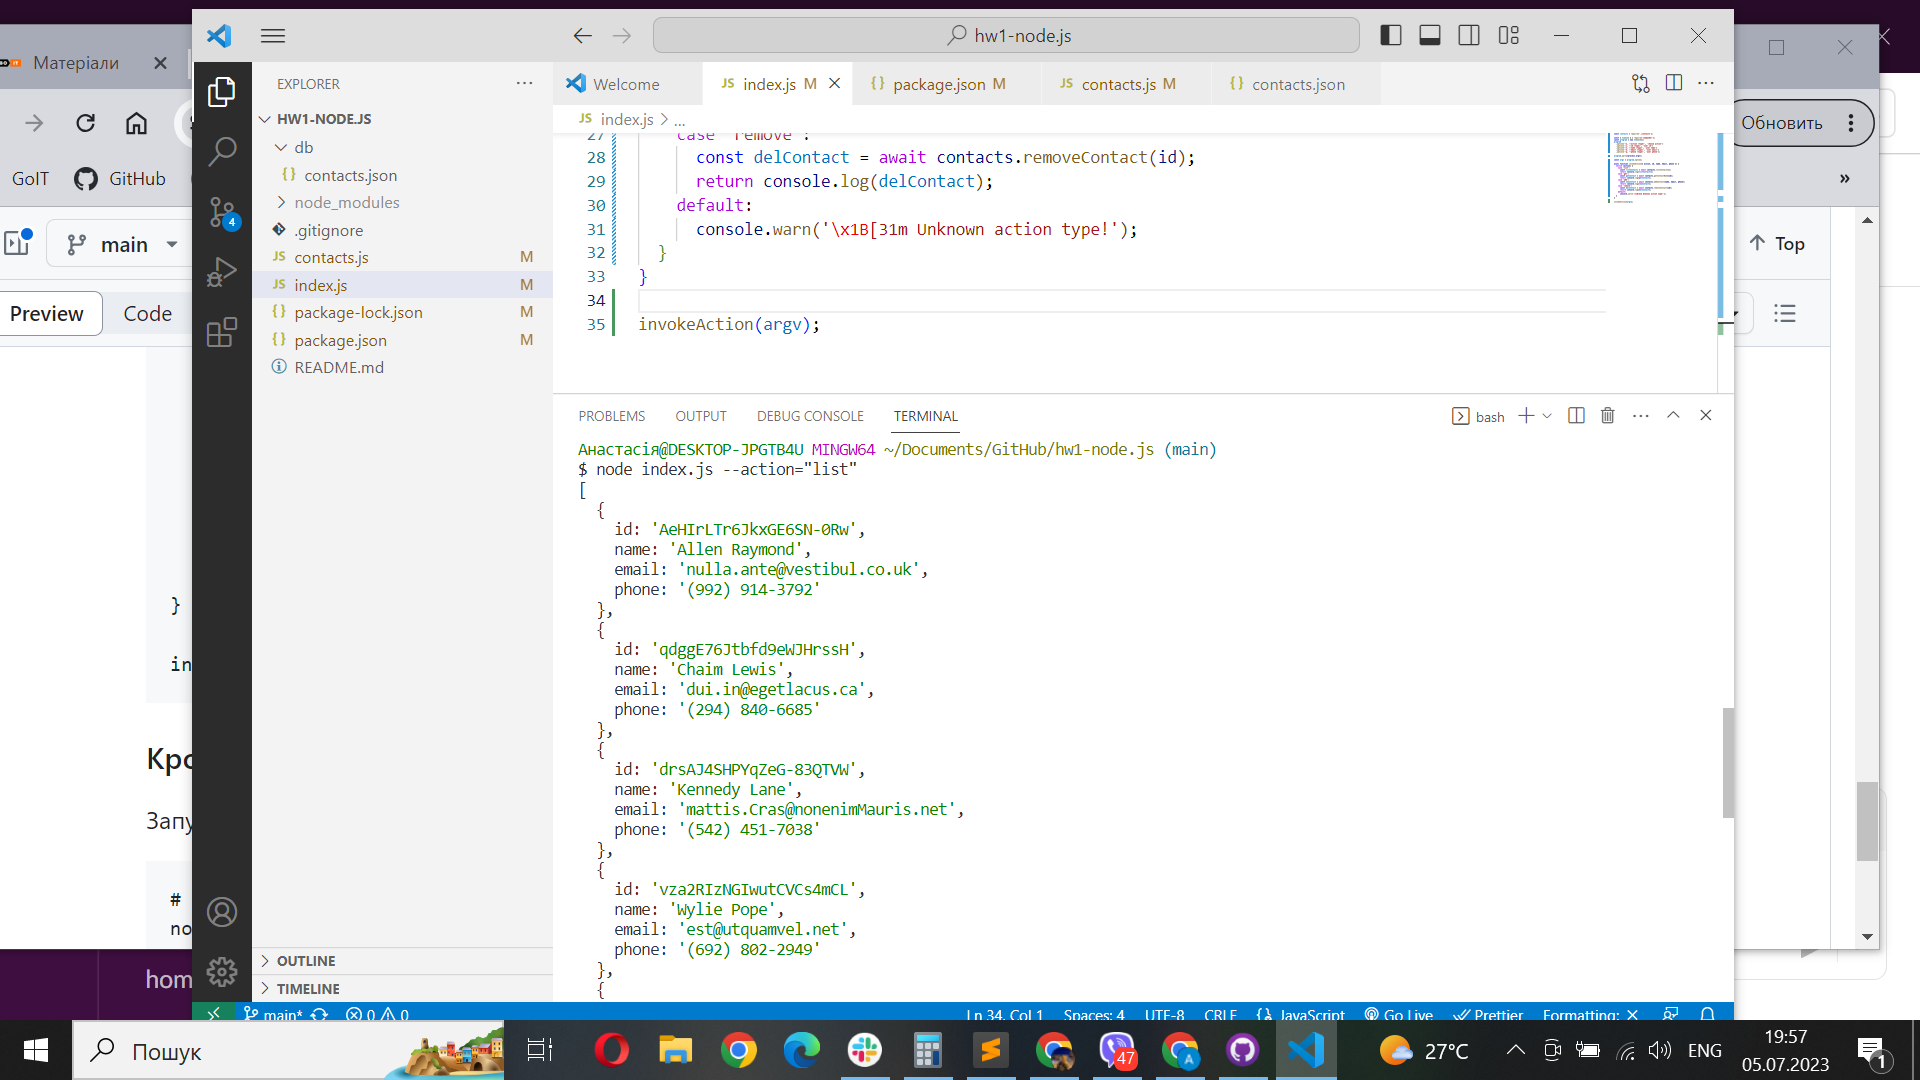 Матеріали
GoIT
GitHub
main
Preview
Code
}
in
Кро
Запу
#
no
hom
hw1-node.js
EXPLORER
HW1-NODE.JS
db
contacts.json
node_modules
.gitignore
contacts.js M
index.js M
package-lock.json M
package.json M
README.md
OUTLINE
TIMELINE
4
Welcome
JS index.js M
{} package.json M
JS contacts.js M
{} contacts.json
JS index.js > ...
27 case 'remove':
28 const delContact = await contacts.removeContact(id);
29 return console.log(delContact);
30 default:
31 console.warn('\x1B[31m Unknown action type!');
32 }
33 }
34
35 invokeAction(argv);
PROBLEMS OUTPUT DEBUG CONSOLE TERMINAL
bash
Анастасія@DESKTOP-JPGTB4U MINGW64 ~/Documents/GitHub/hw1-node.js (main)
$ node index.js --action="list"
[
{
id: 'AeHIrLTr6JkxGE6SN-0Rw',
name: 'Allen Raymond',
email: 'nulla.ante@vestibul.co.uk',
phone: '(992) 914-3792'
},
{
id: 'qdggE76Jtbfd9eWJHrssH',
name: 'Chaim Lewis',
email: 'dui.in@egetlacus.ca',
phone: '(294) 840-6685'
},
{
id: 'drsAJ4SHPYqZeG-83QTVW',
name: 'Kennedy Lane',
email: 'mattis.Cras@nonenimMauris.net',
phone: '(542) 451-7038'
},
{
id: 'vza2RIzNGIwutCVCs4mCL',
name: 'Wylie Pope',
email: 'est@utquamvel.net',
phone: '(692) 802-2949'
},
{
main* 0 0
Ln 34, Col 1 Spaces: 4 UTF-8 CRLF {} JavaScript Go Live Prettier Formatting: ×
Обновить
Top
Пошук
47
A
27°C
ENG
19:57
05.07.2023
1